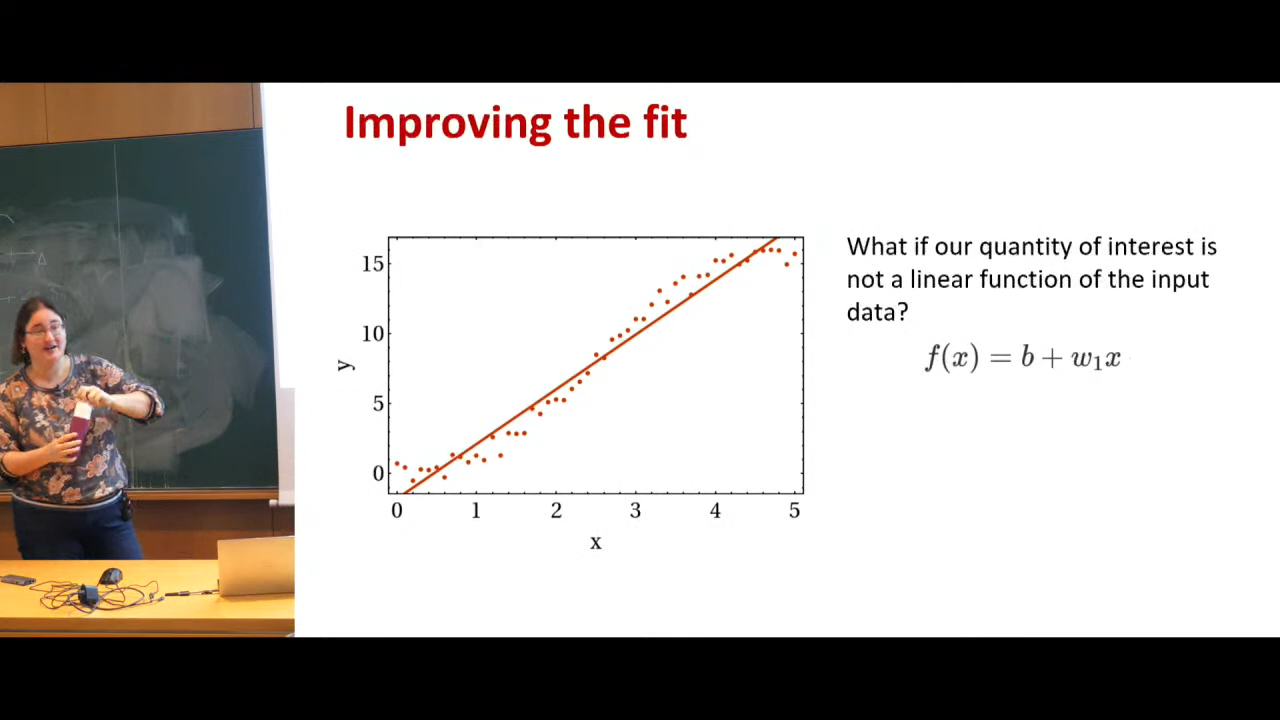 Improving the fit
What if our quantity of interest is
not a linear function of the input
data?
f(x) = b + w₁x
15
10
5
0
y
0 1 2 3 4 5
x